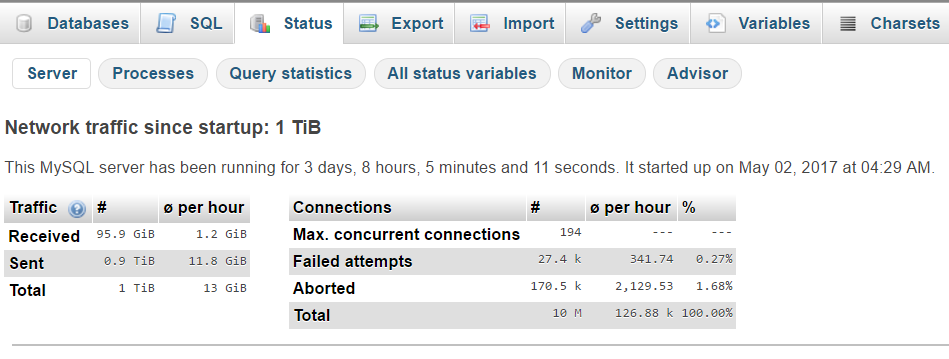 Databases SQL Status Export Import Settings Variables Charsets
Server Processes Query statistics All status variables Monitor Advisor
Network traffic since startup: 1 TiB
This MySQL server has been running for 3 days, 8 hours, 5 minutes and 11 seconds. It started up on May 02, 2017 at 04:29 AM.
Traffic # ø per hour
Received 95.9 GiB 1.2 GiB
Sent 0.9 TiB 11.8 GiB
Total 1 TiB 13 GiB
Connections # ø per hour %
Max. concurrent connections 194 --- ---
Failed attempts 27.4 k 341.74 0.27%
Aborted 170.5 k 2,129.53 1.68%
Total 10 M 126.88 k 100.00%